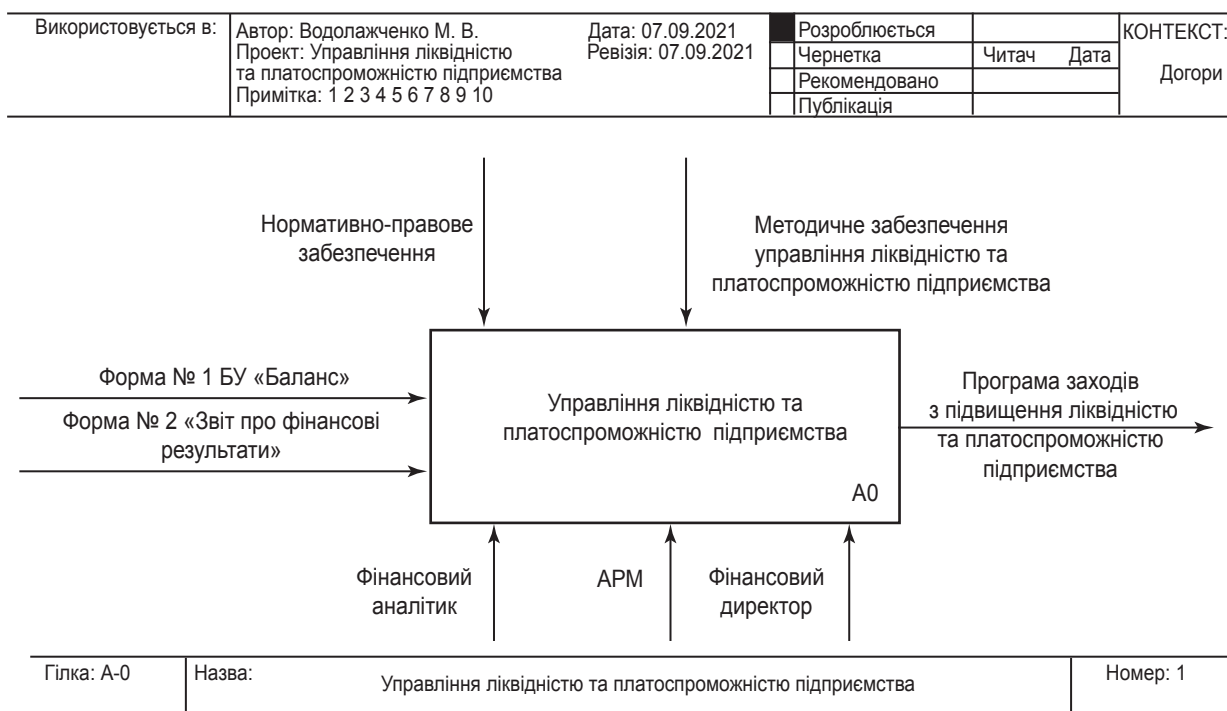 Використовується в:
Автор: Водолажченко М. В.
Дата: 07.09.2021
Проект: Управління ліквідністю
Ревізія: 07.09.2021
та платоспроможністю підприємства
Примітка: 1 2 3 4 5 6 7 8 9 10
Розроблюється
Чернетка
Читач
Дата
Рекомендовано
Публікація
КОНТЕКСТ:
Догори
Нормативно-правове
забезпечення
Методичне забезпечення
управління ліквідністю та
платоспроможністю підприємства
Форма № 1 БУ «Баланс»
Форма № 2 «Звіт про фінансові
результати»
Управління ліквідністю та
платоспроможністю підприємства
А0
Програма заходів
з підвищення ліквідністю
та платоспроможністю
підприємства
Фінансовий
аналітик
АРМ
Фінансовий
директор
Гілка: А-0
Назва:
Управління ліквідністю та платоспроможністю підприємства
Номер: 1